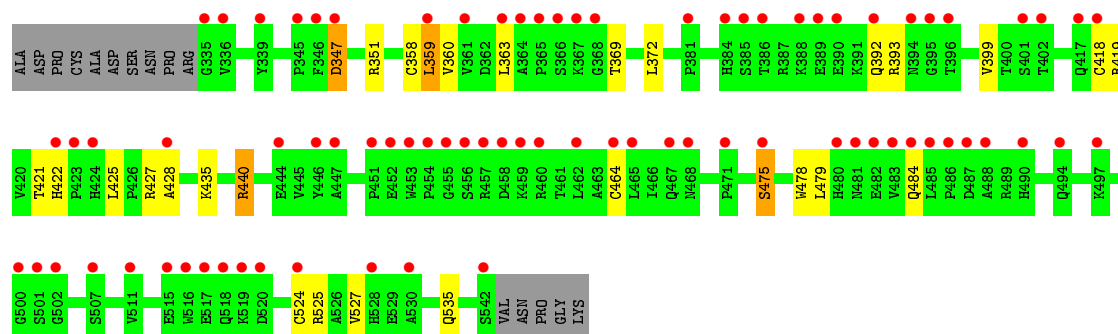 ALA ASP PRO CYS ALA ASP SER ASN PRO ARG G335 V336 Y339 P345 F346 D347 R351 C358 L359 V360 V361 D362 L363 A364 P365 S366 K367 G368 T369 L372 P381 H384 S385 T386 R387 K388 E389 E390 K391 Q392 R393 N394 G395 T396 V399 T400 S401 T402 Q417 C418
V420 T421 H422 P423 H424 L425 P426 R427 A428 K435 R440 E444 V445 Y446 A447 P451 E452 W453 P454 G455 S456 R457 D458 K459 R460 T461 L462 A463 C464 L465 I466 Q467 N468 P471 S475 W478 L479 H480 N481 E482 V483 Q484 L485 P486 D487 A488 R489 H490 Q494 K497
G500 S501 G502 S507 V511 E515 W516 E517 Q518 K519 D520 C524 R525 A526 V527 H528 E529 A530 Q535 S542 VAL ASN PRO GLY LYS